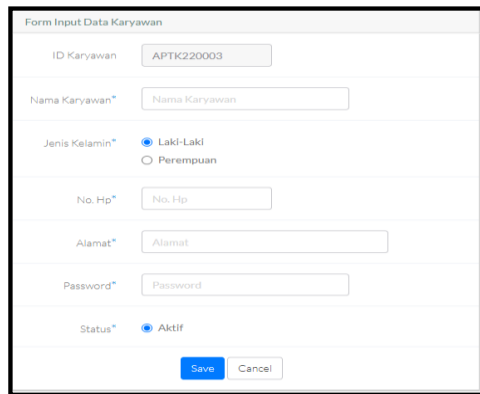 Form Input Data Karyawan
ID Karyawan APTK220003
Nama Karyawan* Nama Karyawan
Jenis Kelamin* Laki-Laki
Perempuan
No. Hp* No. Hp
Alamat* Alamat
Password* Password
Status* Aktif
Save Cancel